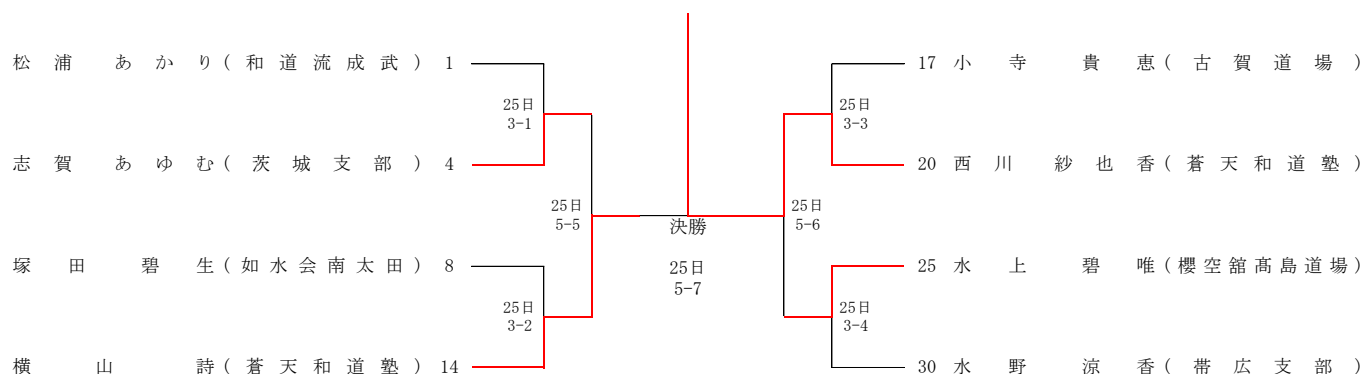 松浦 あかり(和道流成武) 1
25日
3-1
志賀 あゆむ(茨城支部) 4
25日
5-5
塚田 碧生(如水会南太田) 8
25日
3-2
横山 詩(蒼天和道塾) 14
決勝
25日
5-7
17 小寺 貴恵(古賀道場)
25日
3-3
20 西川 紗也香(蒼天和道塾)
25日
5-6
25 水上 碧唯(櫻空舘髙島道場)
25日
3-4
30 水野 涼香(帯広支部)